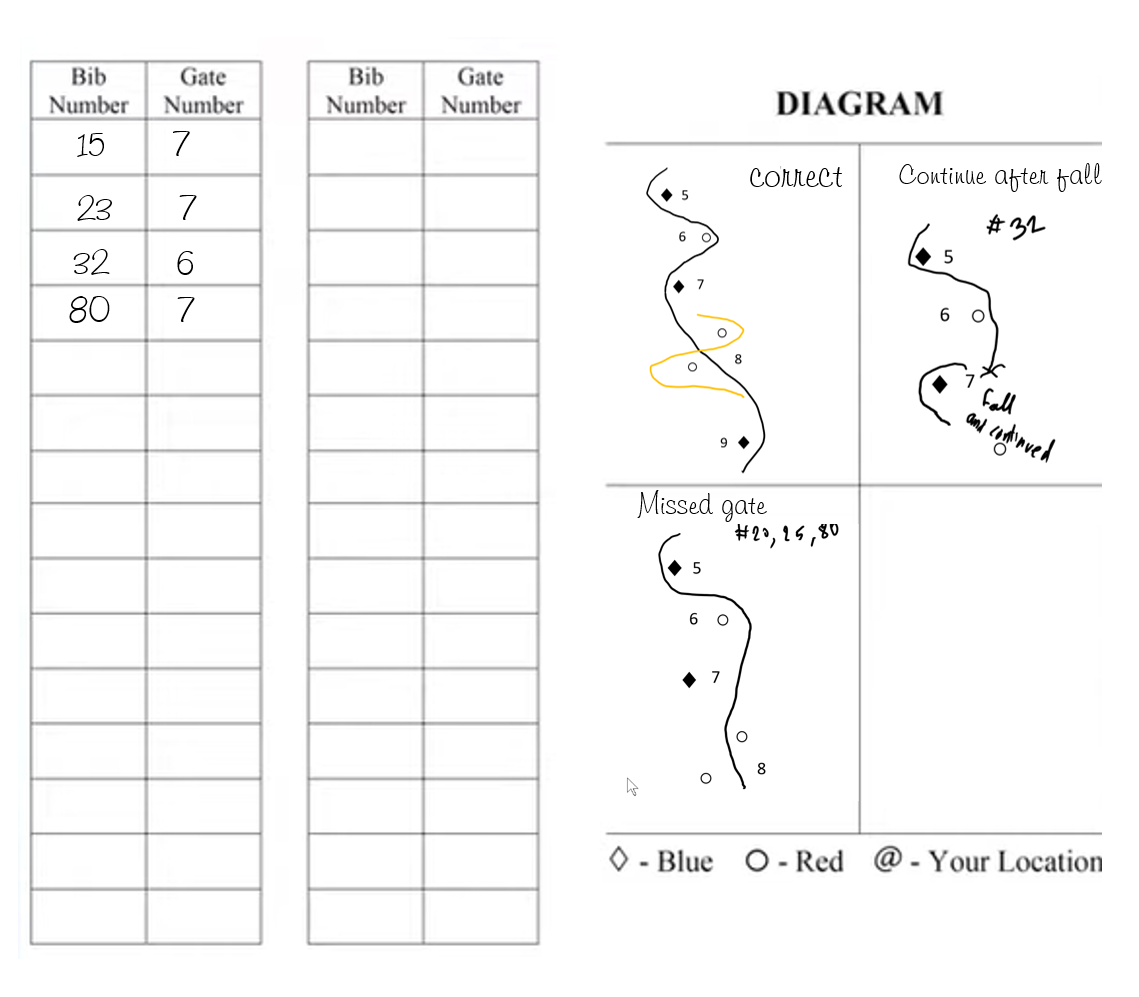 Bib Number Gate Number
15 7
23 7
32 6
80 7
Bib Number Gate Number
DIAGRAM
correct
5
6
7
8
9
Continue after fall
#32
5
6
7
Fall
and continued
Missed gate
#20, 25, 80
5
6
7
8
- Blue - Red @ - Your Location